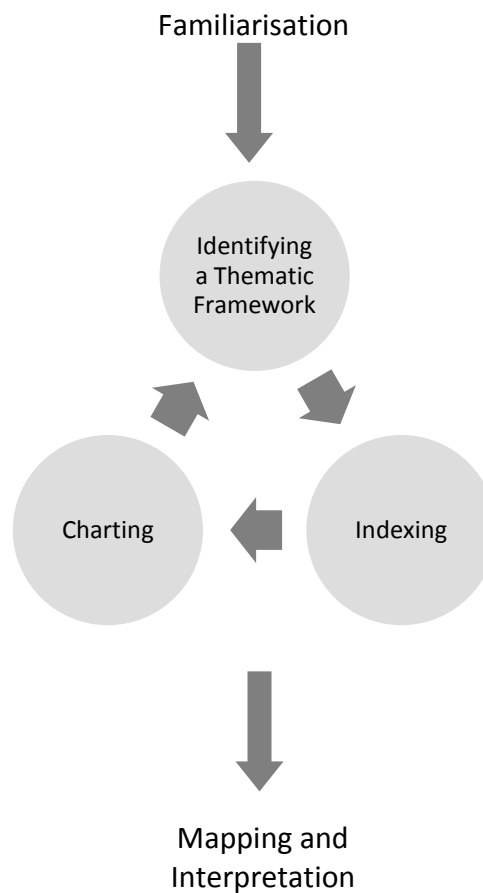 Familiarisation
Identifying
a Thematic
Framework
Charting
Indexing
Mapping and
Interpretation